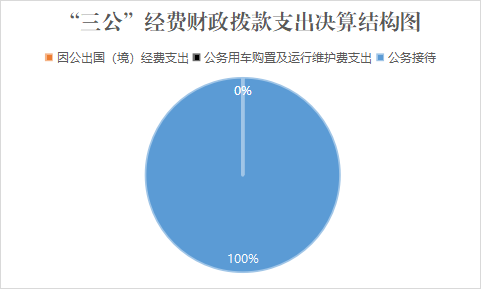 “三公”经费财政拨款支出决算结构图
因公出国（境）经费支出 公务用车购置及运行维护费支出 公务接待
0%
100%